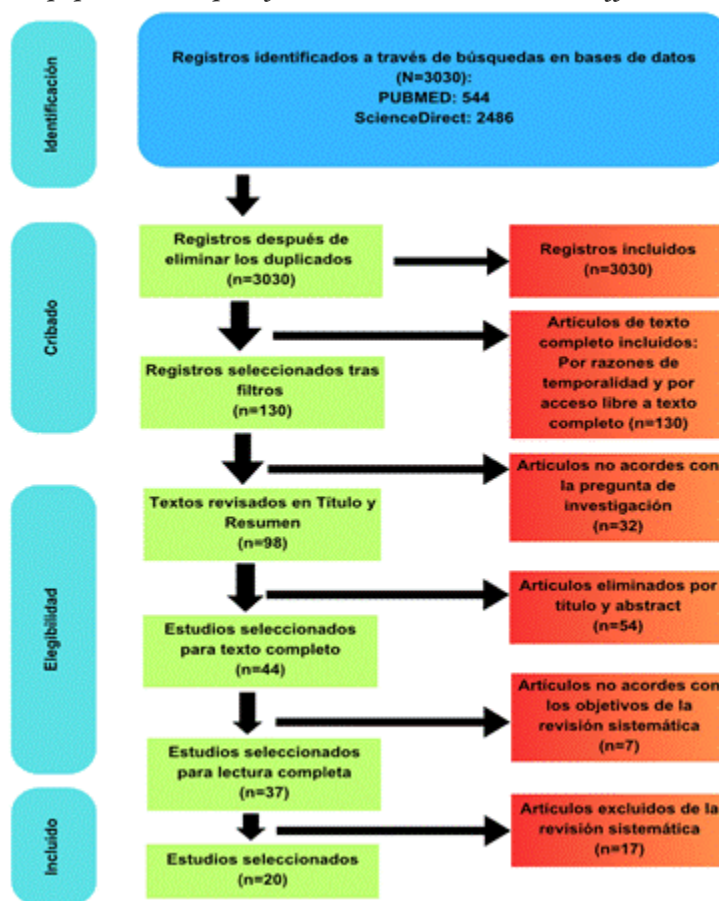 Identificación
Registros identificados a través de búsquedas en bases de datos
(N=3030):
PUBMED: 544
ScienceDirect: 2486
Cribado
Registros después de
eliminar los duplicados
(n=3030)
Registros incluidos
(n=3030)
Artículos de texto
completo incluidos:
Por razones de
temporalidad y por
acceso libre a texto
completo (n=130)
Registros seleccionados tras
filtros
(n=130)
Elegibilidad
Artículos no acordes con
la pregunta de
investigación
(n=32)
Textos revisados en Título y
Resumen
(n=98)
Artículos eliminados por
título y abstract
(n=54)
Estudios seleccionados
para texto completo
(n=44)
Artículos no acordes con
los objetivos de la
revisión sistemática
(n=7)
Estudios seleccionados
para lectura completa
(n=37)
Incluido
Artículos excluidos de la
revisión sistemática
(n=17)
Estudios seleccionados
(n=20)